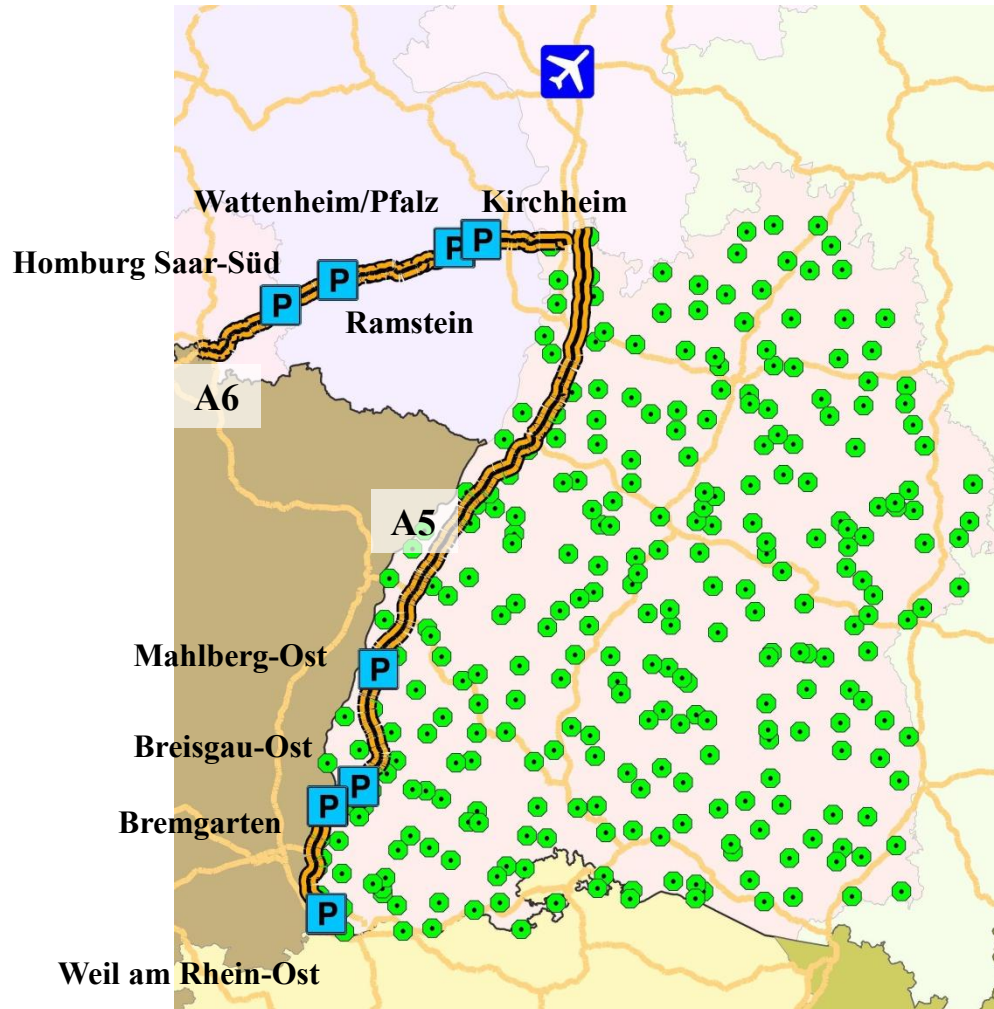 Wattenheim/Pfalz
Kirchheim
Homburg Saar-Süd
P
P
P
P
Ramstein
A6
A5
Mahlberg-Ost
P
Breisgau-Ost
P
P
Bremgarten
P
Weil am Rhein-Ost